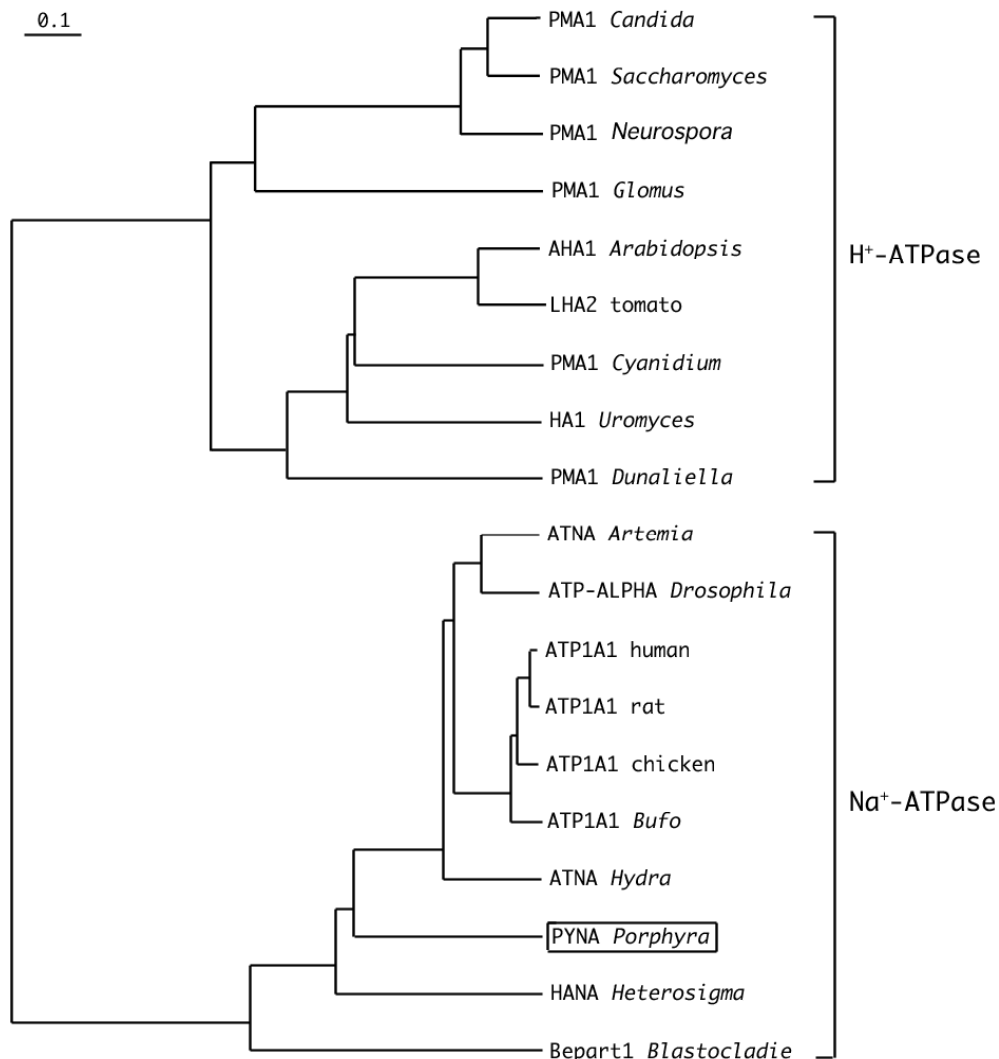 0.1
PMA1 Candida
PMA1 Saccharomyces
PMA1 Neurospora
PMA1 Glomus
AHA1 Arabidopsis
H⁺-ATPase
LHA2 tomato
PMA1 Cyanidium
HA1 Uromyces
PMA1 Dunaliella
ATNA Artemia
ATP-ALPHA Drosophila
ATP1A1 human
ATP1A1 rat
ATP1A1 chicken
Na⁺-ATPase
ATP1A1 Bufo
ATNA Hydra
PYNA Porphyra
HANA Heterosigma
Bepart1 Blastocladie